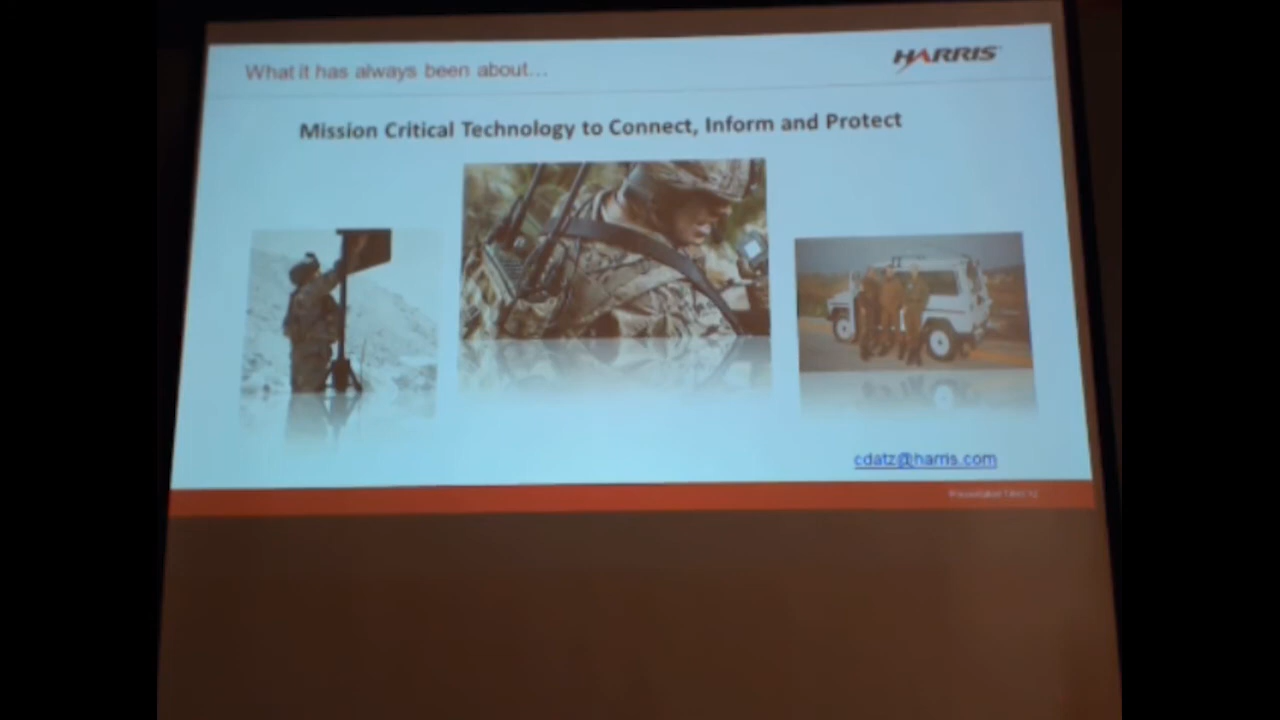 What it has always been about...
HARRIS
Mission Critical Technology to Connect, Inform and Protect
cdatz@harris.com